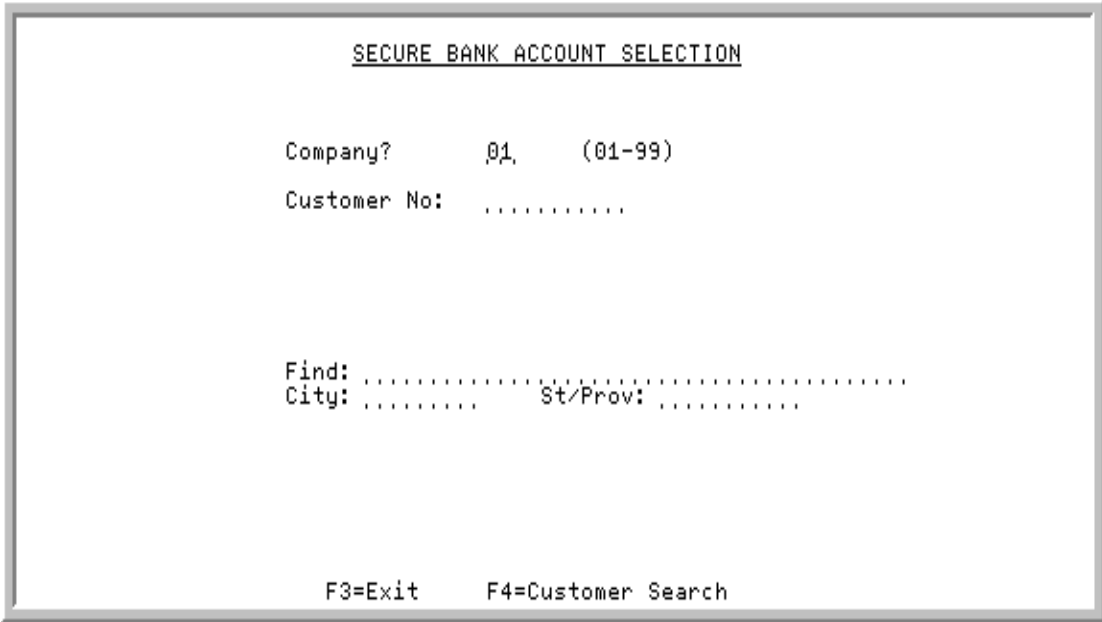 SECURE BANK ACCOUNT SELECTION
Company? 01 (01-99)
Customer No:
Find:
City: St/Prov:
F3=Exit F4=Customer Search